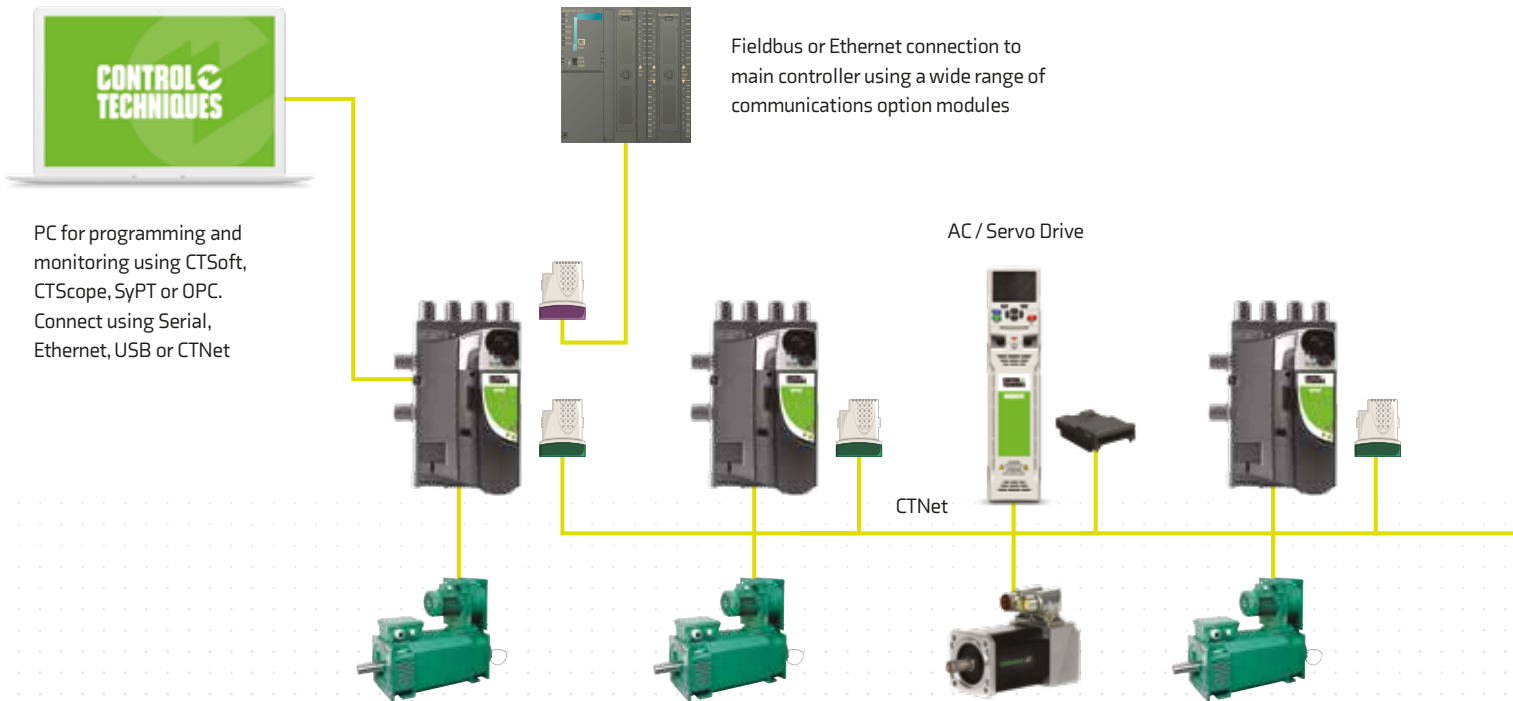 CONTROL
TECHNIQUES
Fieldbus or Ethernet connection to
main controller using a wide range of
communications option modules
PC for programming and
monitoring using CTSoft,
CTScope, SyPT or OPC.
Connect using Serial,
Ethernet, USB or CTNet
AC / Servo Drive
CTNet